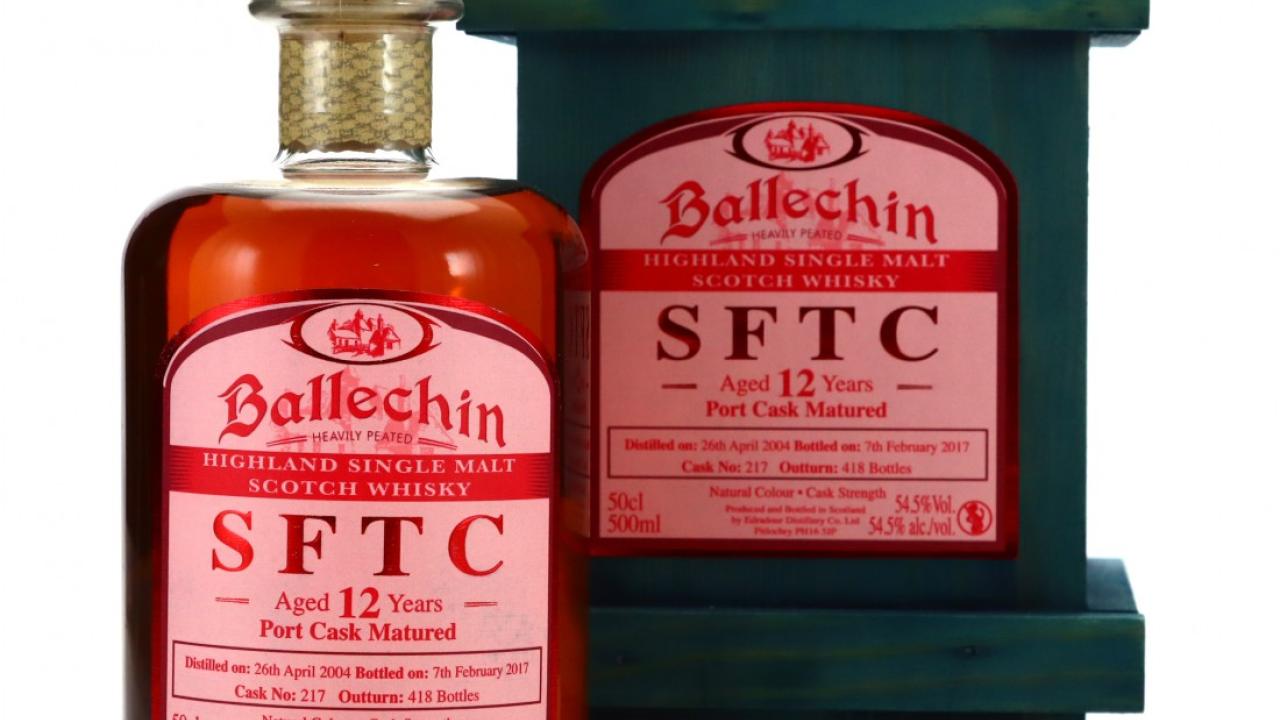 Ballechin
HEAVILY PEATED
HIGHLAND SINGLE MALT
SCOTCH WHISKY
SFTC
Aged 12 Years
Port Cask Matured
Distilled on: 26th April 2004 Bottled on: 7th February 2017
Cask No: 217 Outturn: 418 Bottles
50cl
Ballechin
HEAVILY PEATED
HIGHLAND SINGLE MALT
SCOTCH WHISKY
SFTC
Aged 12 Years
Port Cask Matured
Distilled on: 26th April 2004 Bottled on: 7th February 2017
Cask No: 217 Outturn: 418 Bottles
Natural Colour • Cask Strength
50cl
500ml
Produced and Bottled in Scotland
by Edradour Distillery Co. Ltd
Pitlochry PH16 5JP
54.5%Vol.
54.5% alc/vol.